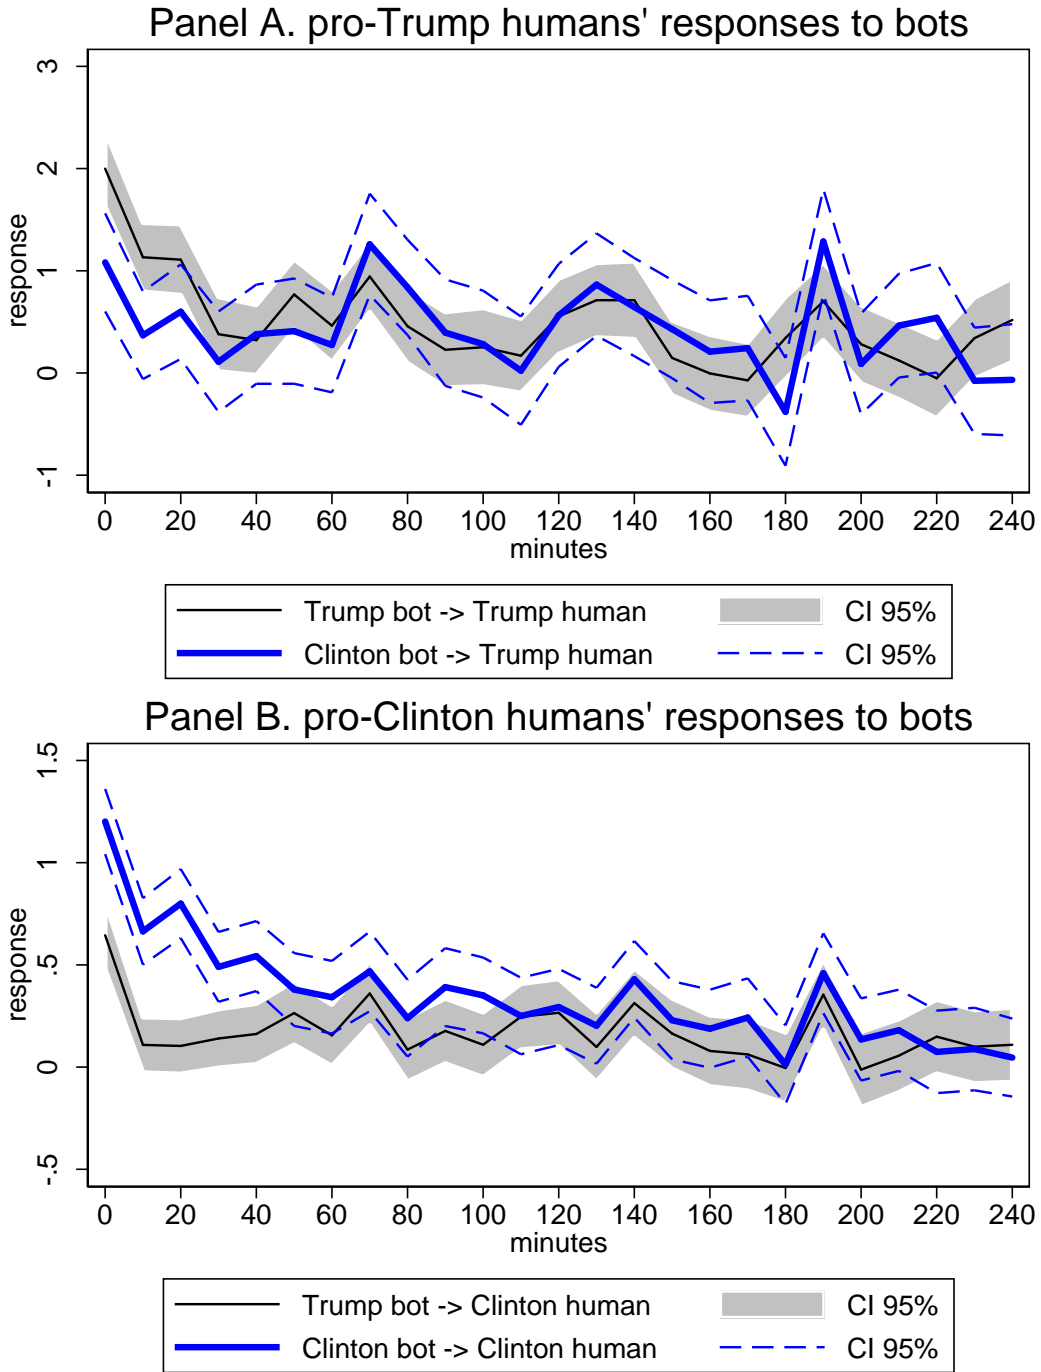 Panel A. pro-Trump humans' responses to bots
3
2
1
0
-1
response
0 20 40 60 80 100 120 140 160 180 200 220 240
minutes
Trump bot -> Trump human CI 95%
Clinton bot -> Trump human CI 95%
Panel B. pro-Clinton humans' responses to bots
1.5
1
.5
0
-.5
response
0 20 40 60 80 100 120 140 160 180 200 220 240
minutes
Trump bot -> Clinton human CI 95%
Clinton bot -> Clinton human CI 95%